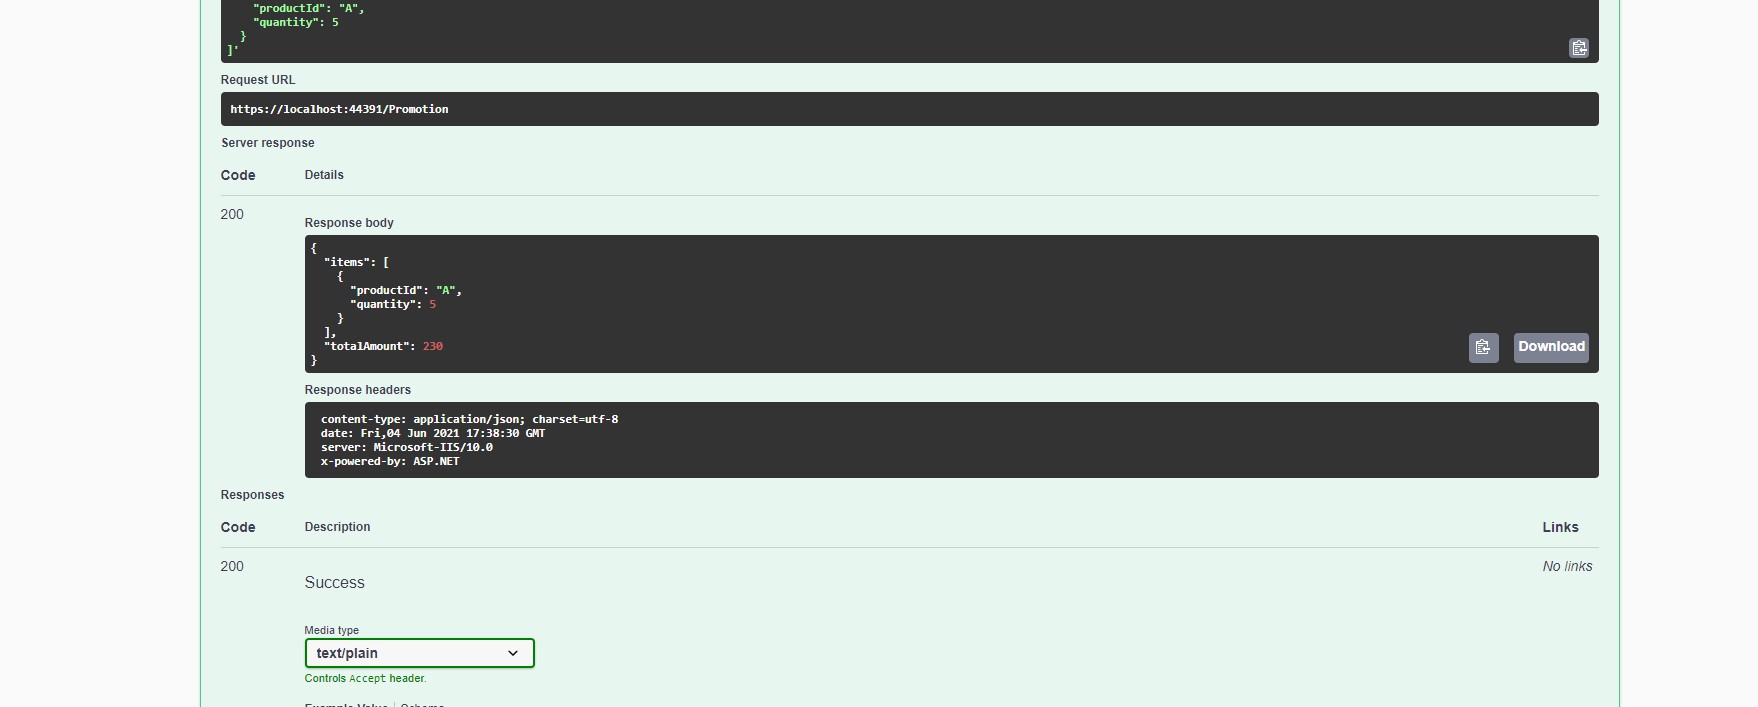 "productId": "A",
"quantity": 5
}
]'
Request URL
https://localhost:44391/Promotion
Server response
Code Details
200
Response body
{
"items": [
{
"productId": "A",
"quantity": 5
}
],
"totalAmount": 230
}
Download
Response headers
content-type: application/json; charset=utf-8
date: Fri,04 Jun 2021 17:38:30 GMT
server: Microsoft-IIS/10.0
x-powered-by: ASP.NET
Responses
Code Description Links
200 No links
Success
Media type
text/plain
Controls Accept header.
Example Value | Schema